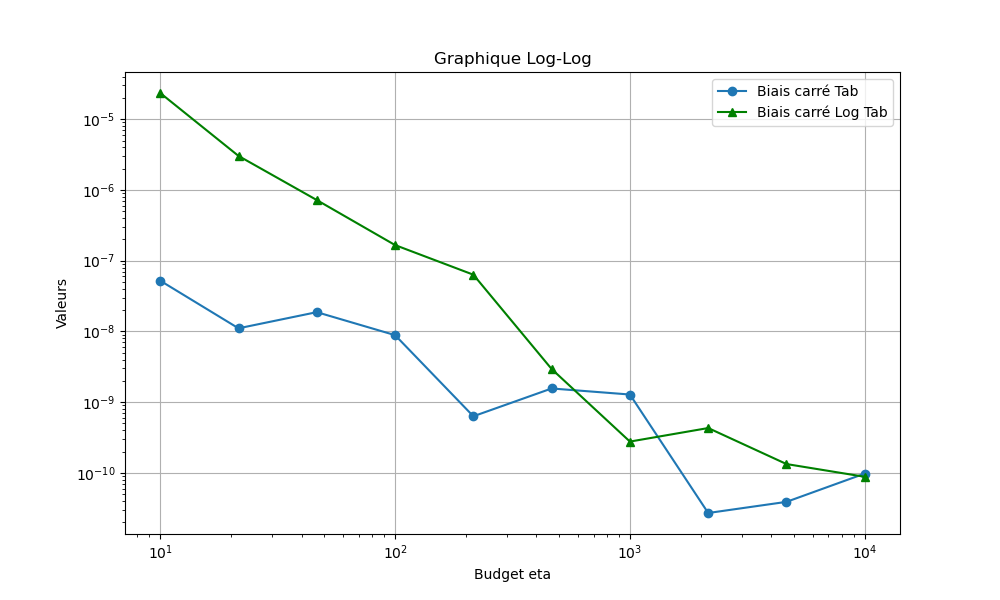 Graphique Log-Log
Biais carré Tab
Biais carré Log Tab
Valeurs
10⁻⁵
10⁻⁶
10⁻⁷
10⁻⁸
10⁻⁹
10⁻¹⁰
10¹
10²
10³
10⁴
Budget eta